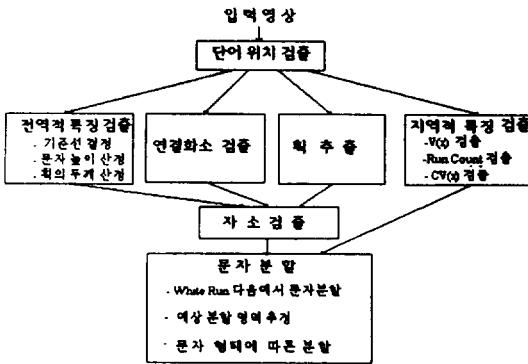 입력영상
단어 위치 검출
전역적 특징 검출
- 기준선 결정
- 문자 높이 산정
- 획의 두께 산정
연결화소 검출
획 추출
지역적 특징 검출
- V(x) 검출
-Run Count 검출
- CV(x) 검출
자소검출
문자분할
- White Run 다음에서 문자분할
- 예상 분할 영역 추정
- 문자 형태에 따른 분할